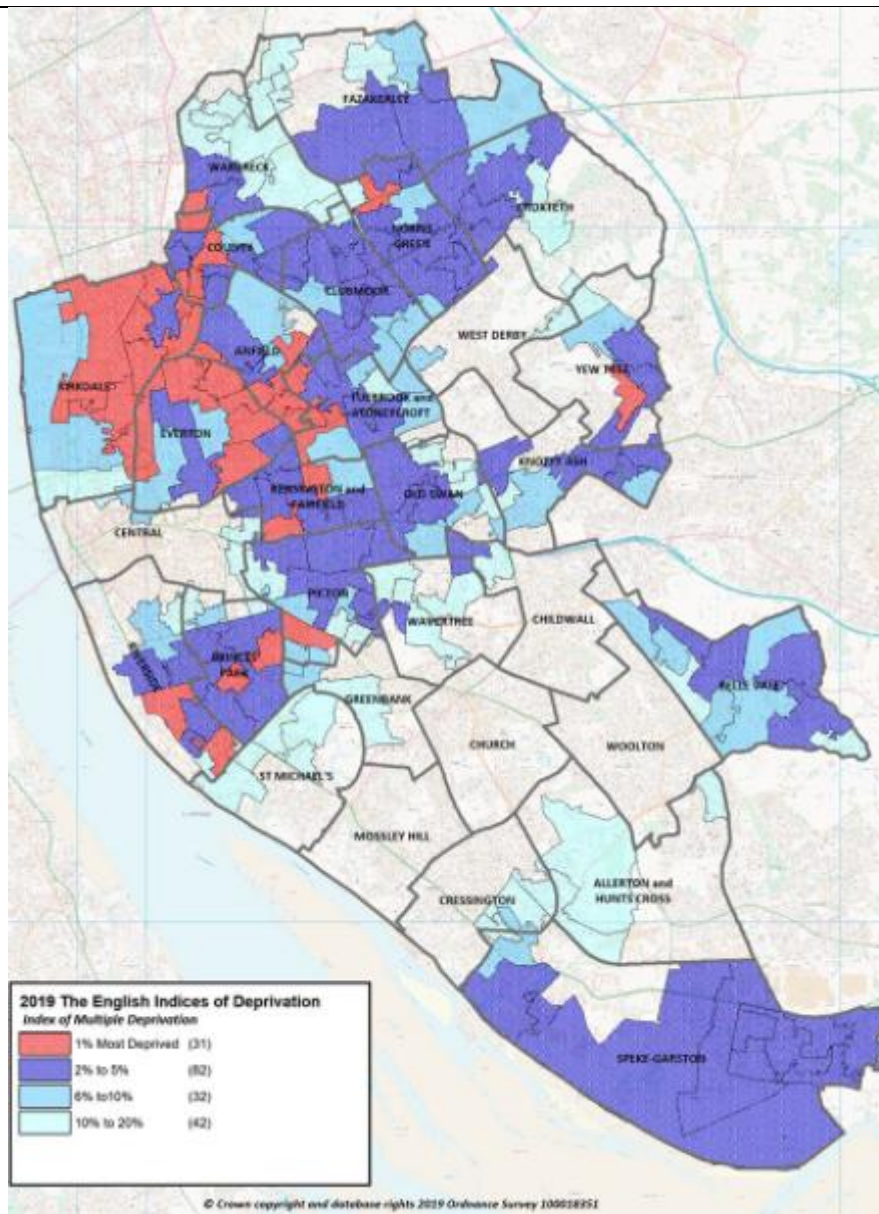 FAZAKERLEY
WARBRECK
CROXTETH
NORRIS
GREEN
COUNTY
CLUBMOOR
WEST DERBY
ANFIELD
YEW TREE
KIRKDALE
TUEBROOK and
STONEYCROFT
EVERTON
KNOTTY ASH
KENSINGTON and
FAIRFIELD
OLD SWAN
CENTRAL
PICTON
WAVERTREE
CHILDWALL
RIVERSIDE
PRINCES
PARK
BELLE VALE
GREENBANK
CHURCH
WOOLTON
ST MICHAEL'S
MOSSLEY HILL
ALLERTON and
HUNTS CROSS
CRESSINGTON
SPEKE-GARSTON
2019 The English Indices of Deprivation
Index of Multiple Deprivation
1% Most Deprived (31)
2% to 5% (82)
6% to10% (32)
10% to 20% (42)
© Crown copyright and database rights 2019 Ordnance Survey 100018351